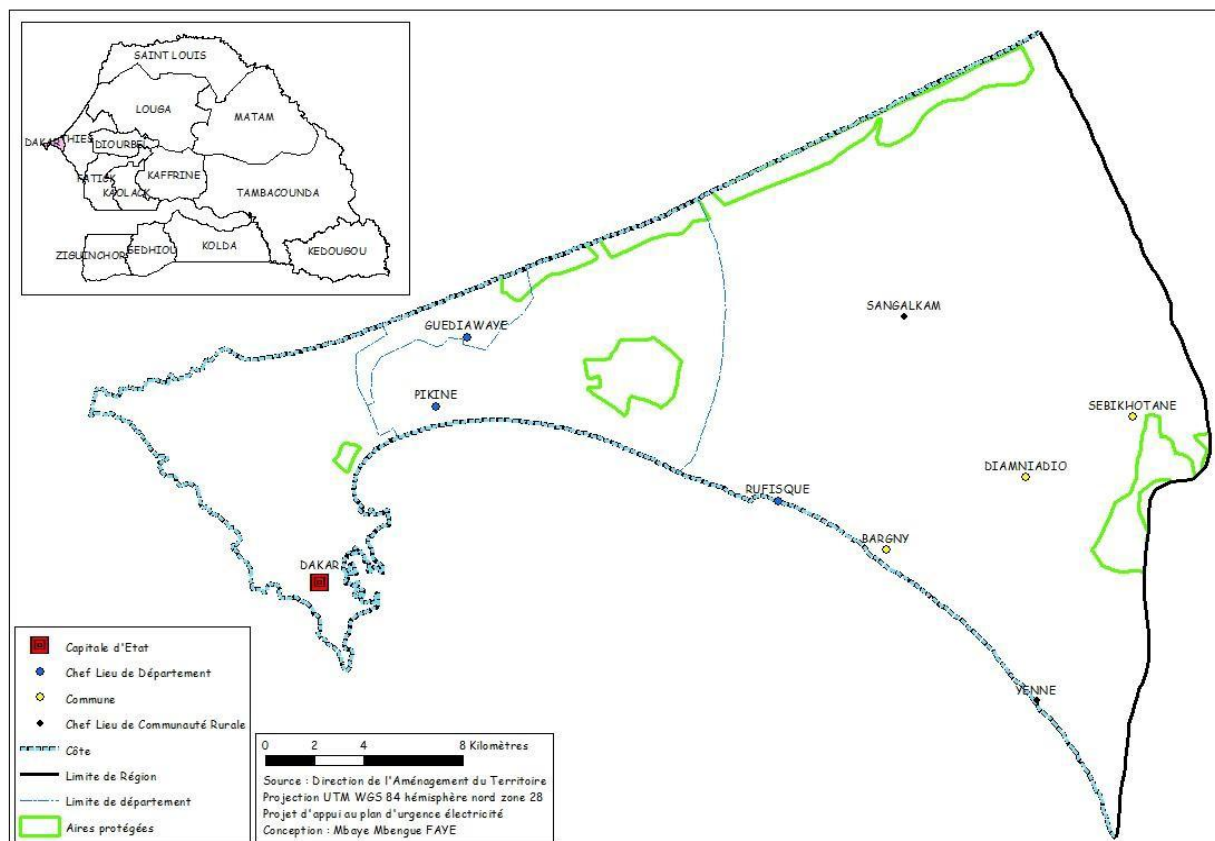 SAINT LOUIS
LOUGA
MATAM
DAKAR
THIES
DIOURBEL
FATICK
KAOLACK
KAFFRINE
TAMBACOUNDA
ZIGUINCHOR
SEDHIOU
KOLDA
KEDOUGOU
SANGALKAM
GUEDIAWAYE
PIKINE
SEBIKHOTANE
DIAMNIADIO
RUFISQUE
BARGNY
DAKAR
YENNE
Capitale d'Etat
Chef Lieu de Département
Commune
Chef Lieu de Communauté Rurale
Côte
Limite de Région
Limite de département
Aires protégées
0 2 4 8 Kilomètres
Source : Direction de l'Aménagement du Territoire
Projection UTM WGS 84 hémisphère nord zone 28
Projet d'appui au plan d'urgence électricité
Conception : Mbaye Mbengue FAYE